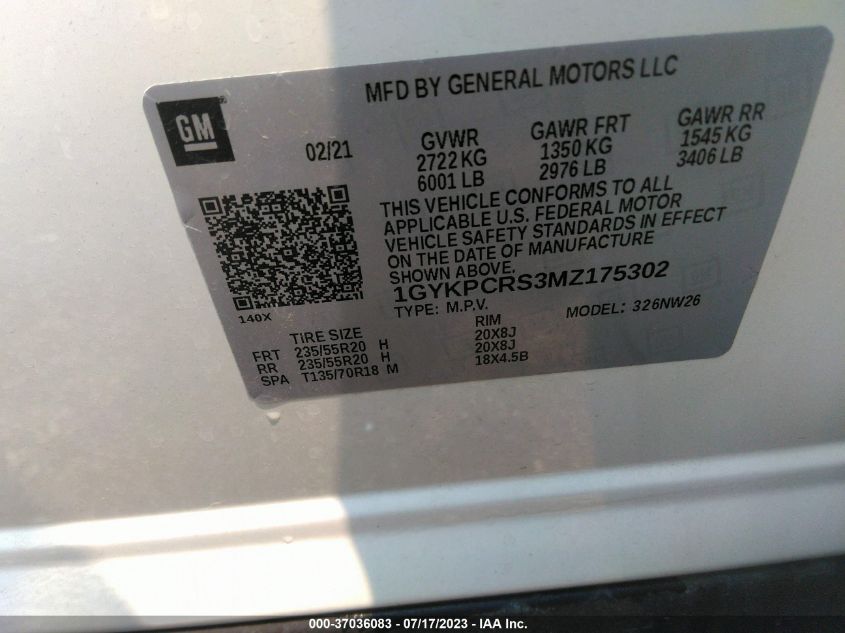 MFD BY GENERAL MOTORS LLC
GM
02/21
GVWR
2722 KG
6001 LB
GAWR FRT
1350 KG
2976 LB
GAWR RR
1545 KG
3406 LB
THIS VEHICLE CONFORMS TO ALL
APPLICABLE U.S. FEDERAL MOTOR
VEHICLE SAFETY STANDARDS IN EFFECT
ON THE DATE OF MANUFACTURE
SHOWN ABOVE.
1GYKPCRS3MZ175302
TYPE: M.P.V.
MODEL: 326NW26
140X
TIRE SIZE
RIM
FRT 235/55R20 H 20X8J
RR 235/55R20 H 20X8J
SPA T135/70R18 M 18X4.5B
000-37036083 / 07/17/2023 - IAA Inc.